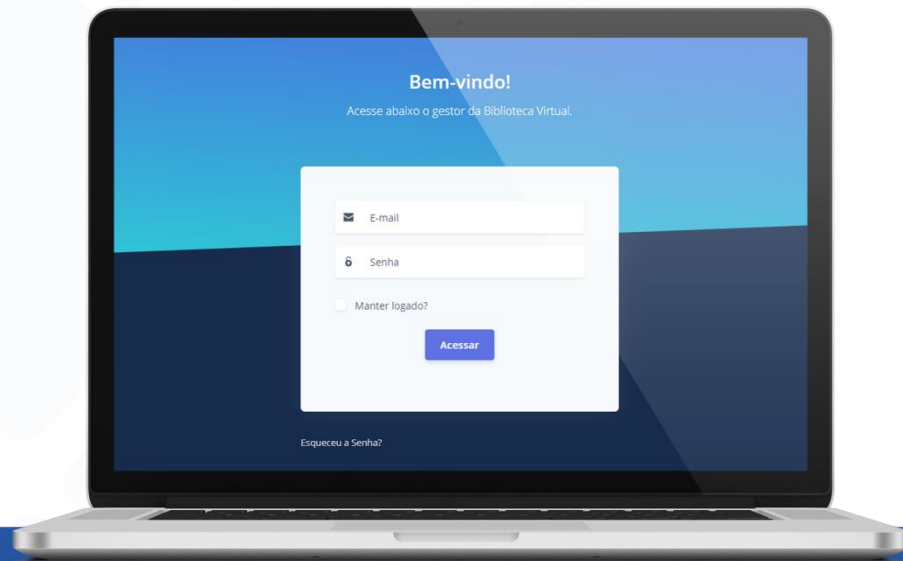 Bem-vindo!
Acesse abaixo o gestor da Biblioteca Virtual.
E-mail
Senha
Manter logado?
Acessar
Esqueceu a Senha?